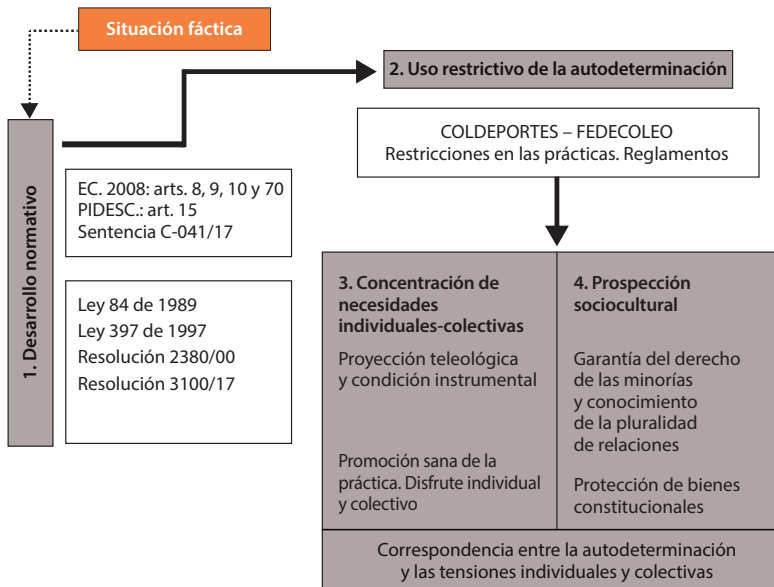 Situación fáctica
1. Desarrollo normativo
EC. 2008: arts. 8, 9, 10 y 70
PIDESC.: art. 15
Sentencia C-041/17
Ley 84 de 1989
Ley 397 de 1997
Resolución 2380/00
Resolución 3100/17
2. Uso restrictivo de la autodeterminación
COLDEPORTES – FEDECOLEO
Restricciones en las prácticas. Reglamentos
3. Concentración de
necesidades
individuales-colectivas
Proyección teleológica
y condición instrumental
Promoción sana de la
práctica. Disfrute individual
y colectivo
4. Prospección
sociocultural
Garantía del derecho
de las minorías
y conocimiento
de la pluralidad
de relaciones
Protección de bienes
constitucionales
Correspondencia entre la autodeterminación
y las tensiones individuales y colectivas